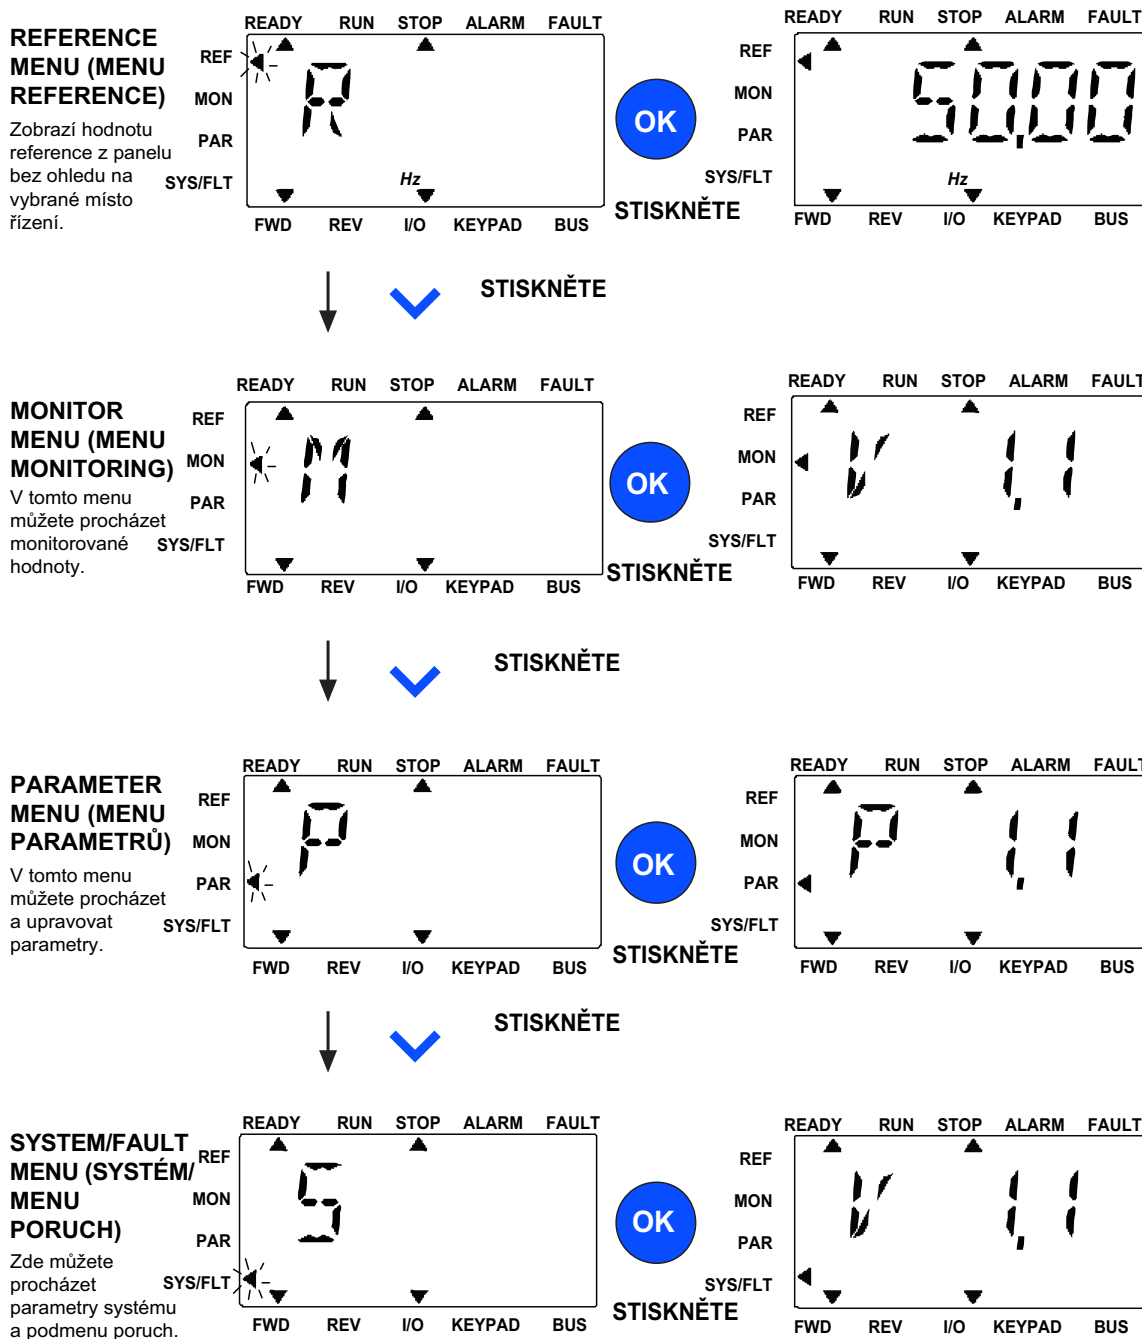 REFERENCE
MENU (MENU
REFERENCE)
Zobrazí hodnotu
reference z panelu
bez ohledu na
vybrané místo
řízení.
READY RUN STOP ALARM FAULT
REF
MON
PAR
SYS/FLT
R
Hz
FWD REV I/O KEYPAD BUS
OK
STISKNĚTE
READY RUN STOP ALARM FAULT
REF
MON
PAR
SYS/FLT
50,00
Hz
FWD REV I/O KEYPAD BUS
STISKNĚTE
MONITOR
MENU (MENU
MONITORING)
V tomto menu
můžete procházet
monitorované
hodnoty.
READY RUN STOP ALARM FAULT
REF
MON
PAR
SYS/FLT
M
FWD REV I/O KEYPAD BUS
OK
STISKNĚTE
READY RUN STOP ALARM FAULT
REF
MON
PAR
SYS/FLT
V 1,1
FWD REV I/O KEYPAD BUS
STISKNĚTE
PARAMETER
MENU (MENU
PARAMETRŮ)
V tomto menu
můžete procházet
a upravovat
parametry.
READY RUN STOP ALARM FAULT
REF
MON
PAR
SYS/FLT
P
FWD REV I/O KEYPAD BUS
OK
STISKNĚTE
READY RUN STOP ALARM FAULT
REF
MON
PAR
SYS/FLT
P 1,1
FWD REV I/O KEYPAD BUS
STISKNĚTE
SYSTEM/FAULT
MENU (SYSTÉM/
MENU
PORUCH)
Zde můžete
procházet
parametry systému
a podmenu poruch.
READY RUN STOP ALARM FAULT
REF
MON
PAR
SYS/FLT
S
FWD REV I/O KEYPAD BUS
OK
STISKNĚTE
READY RUN STOP ALARM FAULT
REF
MON
PAR
SYS/FLT
V 1,1
FWD REV I/O KEYPAD BUS